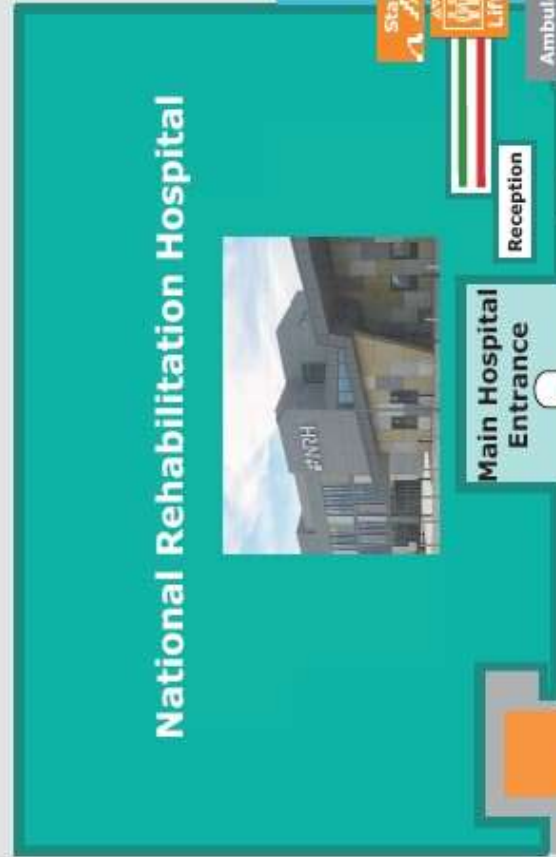 National Rehabilitation Hospital
NRH
Main Hospital
Entrance
Reception